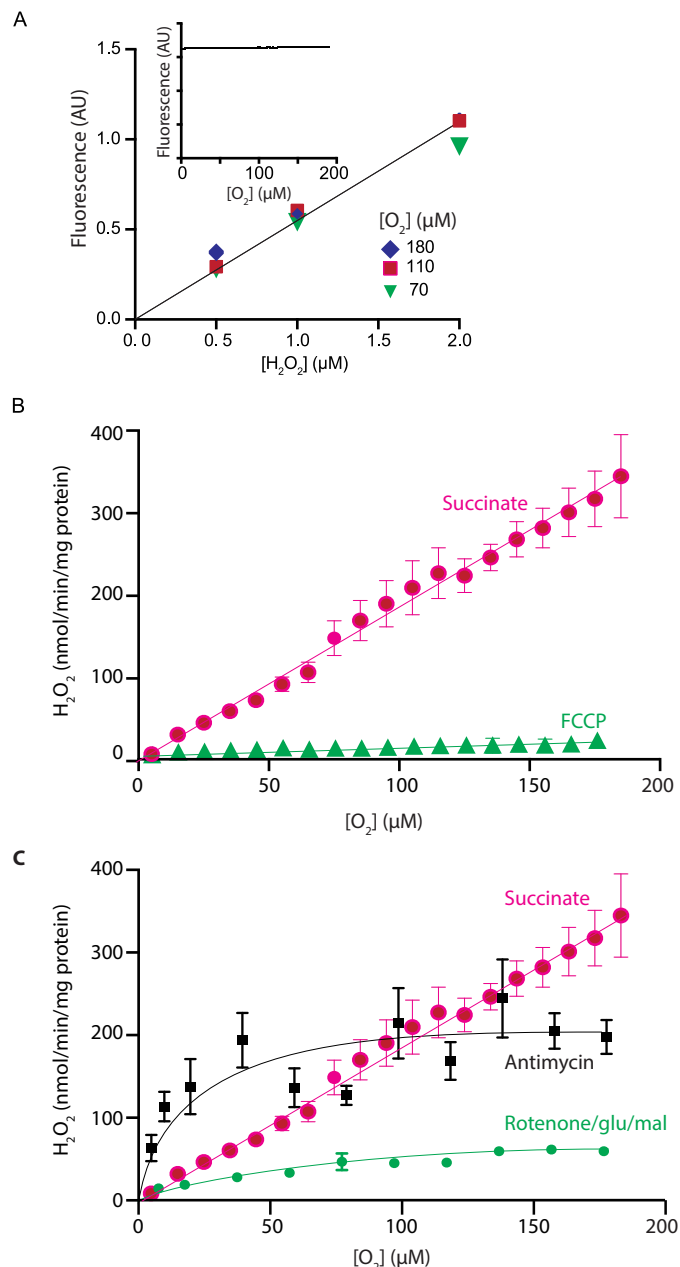 A
Fluorescence (AU)
1.5
1.0
0.5
0.0
Fluorescence (AU)
0
100
200
[O₂] (µM)
[O₂] (µM)
180
110
70
0. 0
0. 5
1. 0
1. 5
2. 0
[H₂O₂] (µM)
B
H₂O₂ (nmol/min/mg protein)
400
300
200
100
0
Succinate
FCCP
0
50
100
150
200
[O₂] (µM)
C
H₂O₂ (nmol/min/mg protein)
400
300
200
100
0
Succinate
Antimycin
Rotenone/glu/mal
0
50
100
150
200
[O₂] (µM)